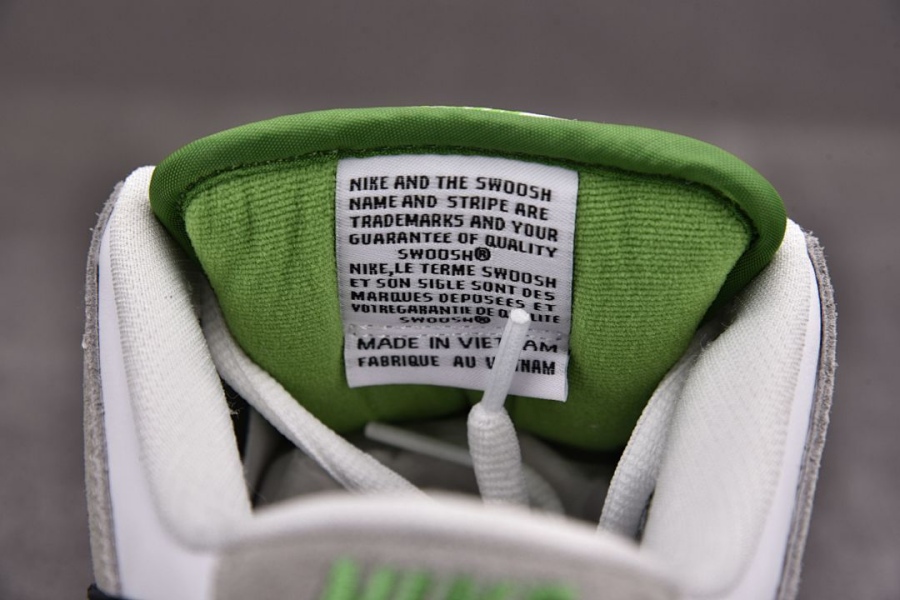 NIKE AND THE SWOOSH
NAME AND STRIPE ARE
TRADEMARKS AND YOUR
GUARANTEE OF QUALITY
SWOOSH®
NIKE,LE TERME SWOOSH
ET SON SIGLE SONT DES
MARQUES DEPOSEES ET
VOTREGARANTIE DE QUALITE
SWOOSH®
MADE IN VIETNAM
FABRIQUE AU VIETNAM